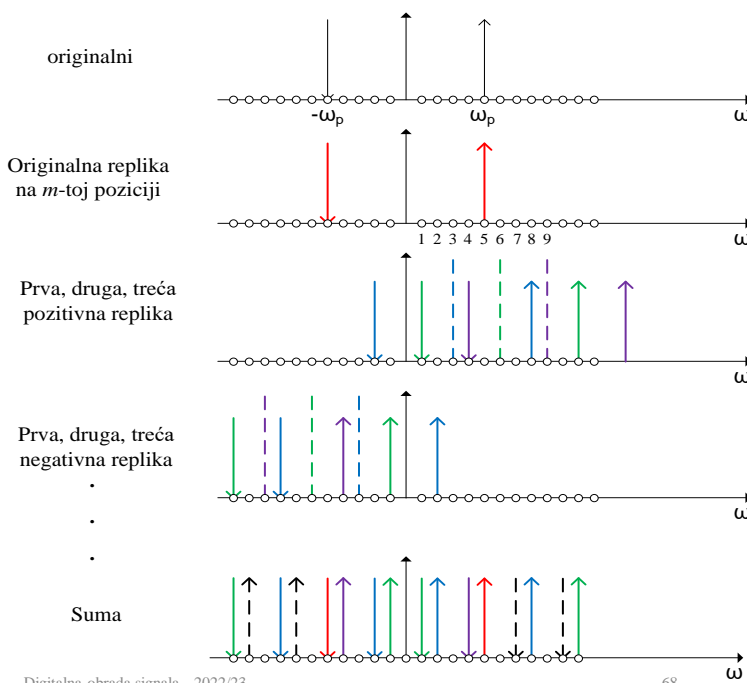 originalni
ω
-ωp
ωp
Originalna replika
na m-toj poziciji
1 2 3 4 5 6 7 8 9
ω
Prva, druga, treća
pozitivna replika
ω
Prva, druga, treća
negativna replika
ω
.
.
.
Suma
ω
Digitalna obrada signala 2022/23
68